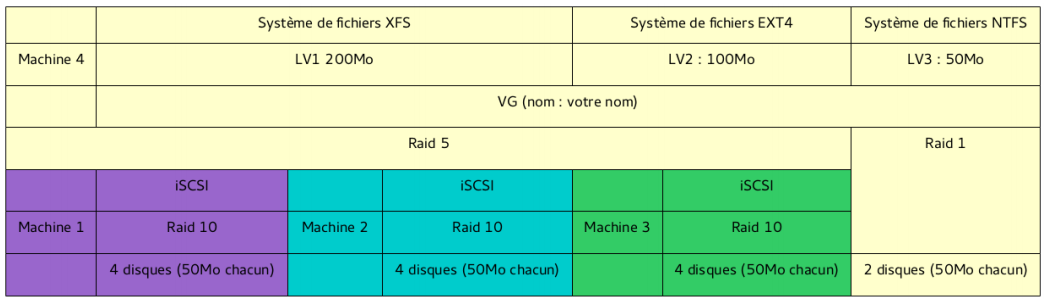 Système de fichiers XFS Système de fichiers EXT4 Système de fichiers NTFS
Machine 4 LV1 200Mo LV2 : 100Mo LV3 : 50Mo
VG (nom : votre nom)
Raid 5 Raid 1
iSCSI iSCSI iSCSI
Machine 1 Raid 10 Machine 2 Raid 10 Machine 3 Raid 10
4 disques (50Mo chacun) 4 disques (50Mo chacun) 4 disques (50Mo chacun) 2 disques (50Mo chacun)